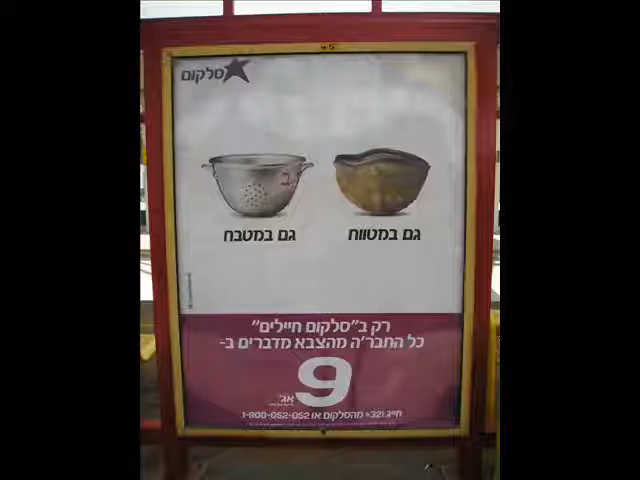 סלקום
גם במטווח
גם במטבח
רק ב"סלקום חיילים"
כל החבר'ה מהצבא מדברים ב-
9
אג'
חייג 321* מהסלקום או 1-800-052-052